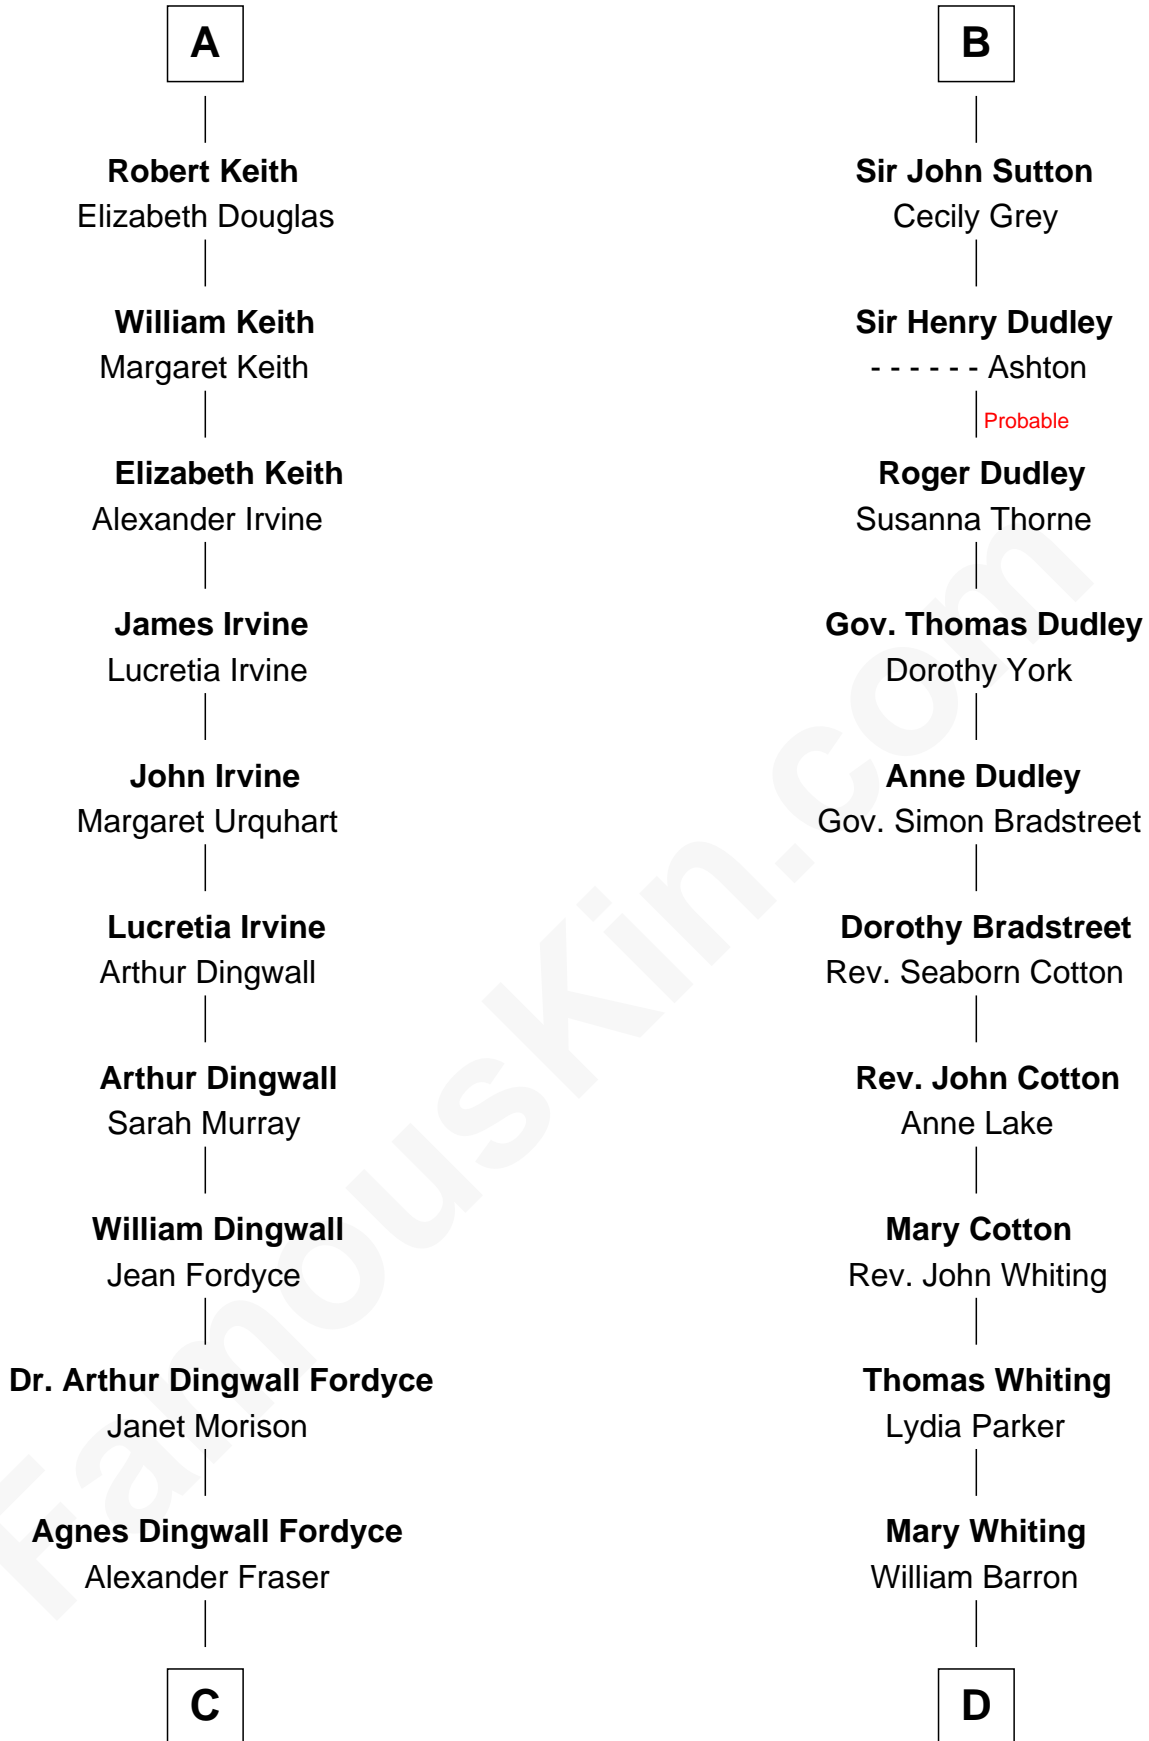 A
Robert Keith
Elizabeth Douglas
William Keith
Margaret Keith
Elizabeth Keith
Alexander Irvine
James Irvine
Lucretia Irvine
John Irvine
Margaret Urquhart
Lucretia Irvine
Arthur Dingwall
Arthur Dingwall
Sarah Murray
William Dingwall
Jean Fordyce
Dr. Arthur Dingwall Fordyce
Janet Morison
Agnes Dingwall Fordyce
Alexander Fraser
C
B
Sir John Sutton
Cecily Grey
Sir Henry Dudley
- - - - - - Ashton
Probable
Roger Dudley
Susanna Thorne
Gov. Thomas Dudley
Dorothy York
Anne Dudley
Gov. Simon Bradstreet
Dorothy Bradstreet
Rev. Seaborn Cotton
Rev. John Cotton
Anne Lake
Mary Cotton
Rev. John Whiting
Thomas Whiting
Lydia Parker
Mary Whiting
William Barron
D
FamousKin.com